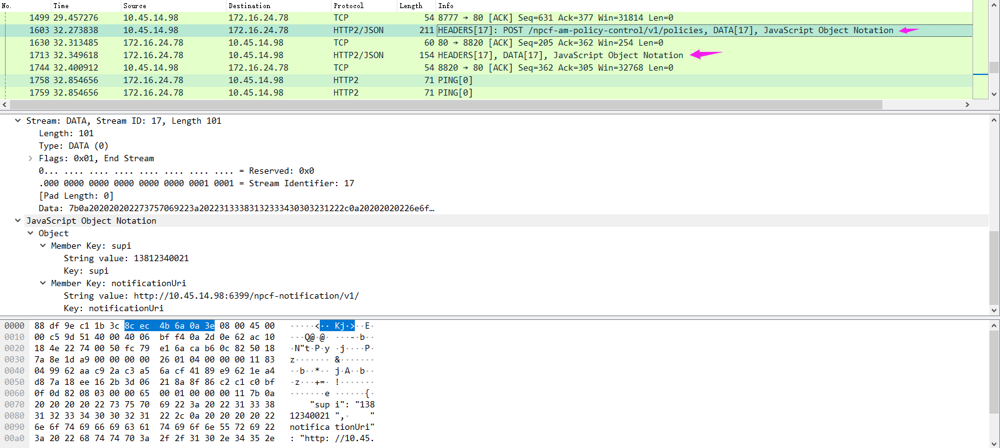 No. Time Source Destination Protocol Length Info
1499 29.457276 10.45.14.98 172.16.24.78 TCP 54 8777 → 80 [ACK] Seq=631 Ack=377 Win=31814 Len=0
1603 32.273838 10.45.14.98 172.16.24.78 HTTP2/JSON 211 HEADERS[17]: POST /npcf-am-policy-control/v1/policies, DATA[17], JavaScript Object Notation
1630 32.313485 172.16.24.78 10.45.14.98 TCP 60 80 → 8820 [ACK] Seq=205 Ack=362 Win=254 Len=0
1713 32.349618 172.16.24.78 10.45.14.98 HTTP2/JSON 154 HEADERS[17], DATA[17], JavaScript Object Notation
1744 32.400912 10.45.14.98 172.16.24.78 TCP 54 8820 → 80 [ACK] Seq=362 Ack=305 Win=32768 Len=0
1758 32.854656 172.16.24.78 10.45.14.98 HTTP2 71 PING[0]
1759 32.854656 172.16.24.78 10.45.14.98 HTTP2 71 PING[0]
Stream: DATA, Stream ID: 17, Length 101
Length: 101
Type: DATA (0)
Flags: 0x01, End Stream
0... .... .... .... .... .... .... .... = Reserved: 0x0
.000 0000 0000 0000 0000 0000 0001 0001 = Stream Identifier: 17
[Pad Length: 0]
Data: 7b0a202020202273757069223a202231333831323334303032312​22c0a20202020226e6f…
JavaScript Object Notation
Object
Member Key: supi
String value: 13812340021
Key: supi
Member Key: notificationUri
String value: http://10.45.14.98:6399/npcf-notification/v1/
Key: notificationUri
0000 88 df 9e c1 1b 3c 8c ec 4b 6a 0a 3e 08 00 45 00 ·····<·· Kj·>··E·
0010 00 c5 9d 51 40 00 40 06 bf f4 0a 2d 0e 62 ac 10 ···Q@·@· ···-·b··
0020 18 4e 22 74 00 50 fc 79 e1 6a ca b6 0c 82 50 18 ·N"t·P·y ·j····P·
0030 7a 8e 1d a9 00 00 00 00 26 01 04 00 00 00 11 83 z······· &·······
0040 04 99 62 aa c9 2a c3 a5 6a cf 41 89 e9 62 1e a4 ··b··*·· j·A··b··
0050 d8 7a 18 ee 16 2b 3d 06 21 8a 8f 86 c2 c1 c0 bf ·z···+=· !·······
0060 0f 0d 82 08 03 00 00 65 00 01 00 00 00 11 7b 0a ·······e ······{·
0070 20 20 20 20 22 73 75 70 69 22 3a 20 22 31 33 38 "sup i": "138
0080 31 32 33 34 30 30 32 31 22 2c 0a 20 20 20 20 22 12340021 ",· "
0090 6e 6f 74 69 66 69 63 61 74 69 6f 6e 55 72 69 22 notifica tionUri"
00a0 3a 20 22 68 74 74 70 3a 2f 2f 31 30 2e 34 35 2e : "http: //10.45.